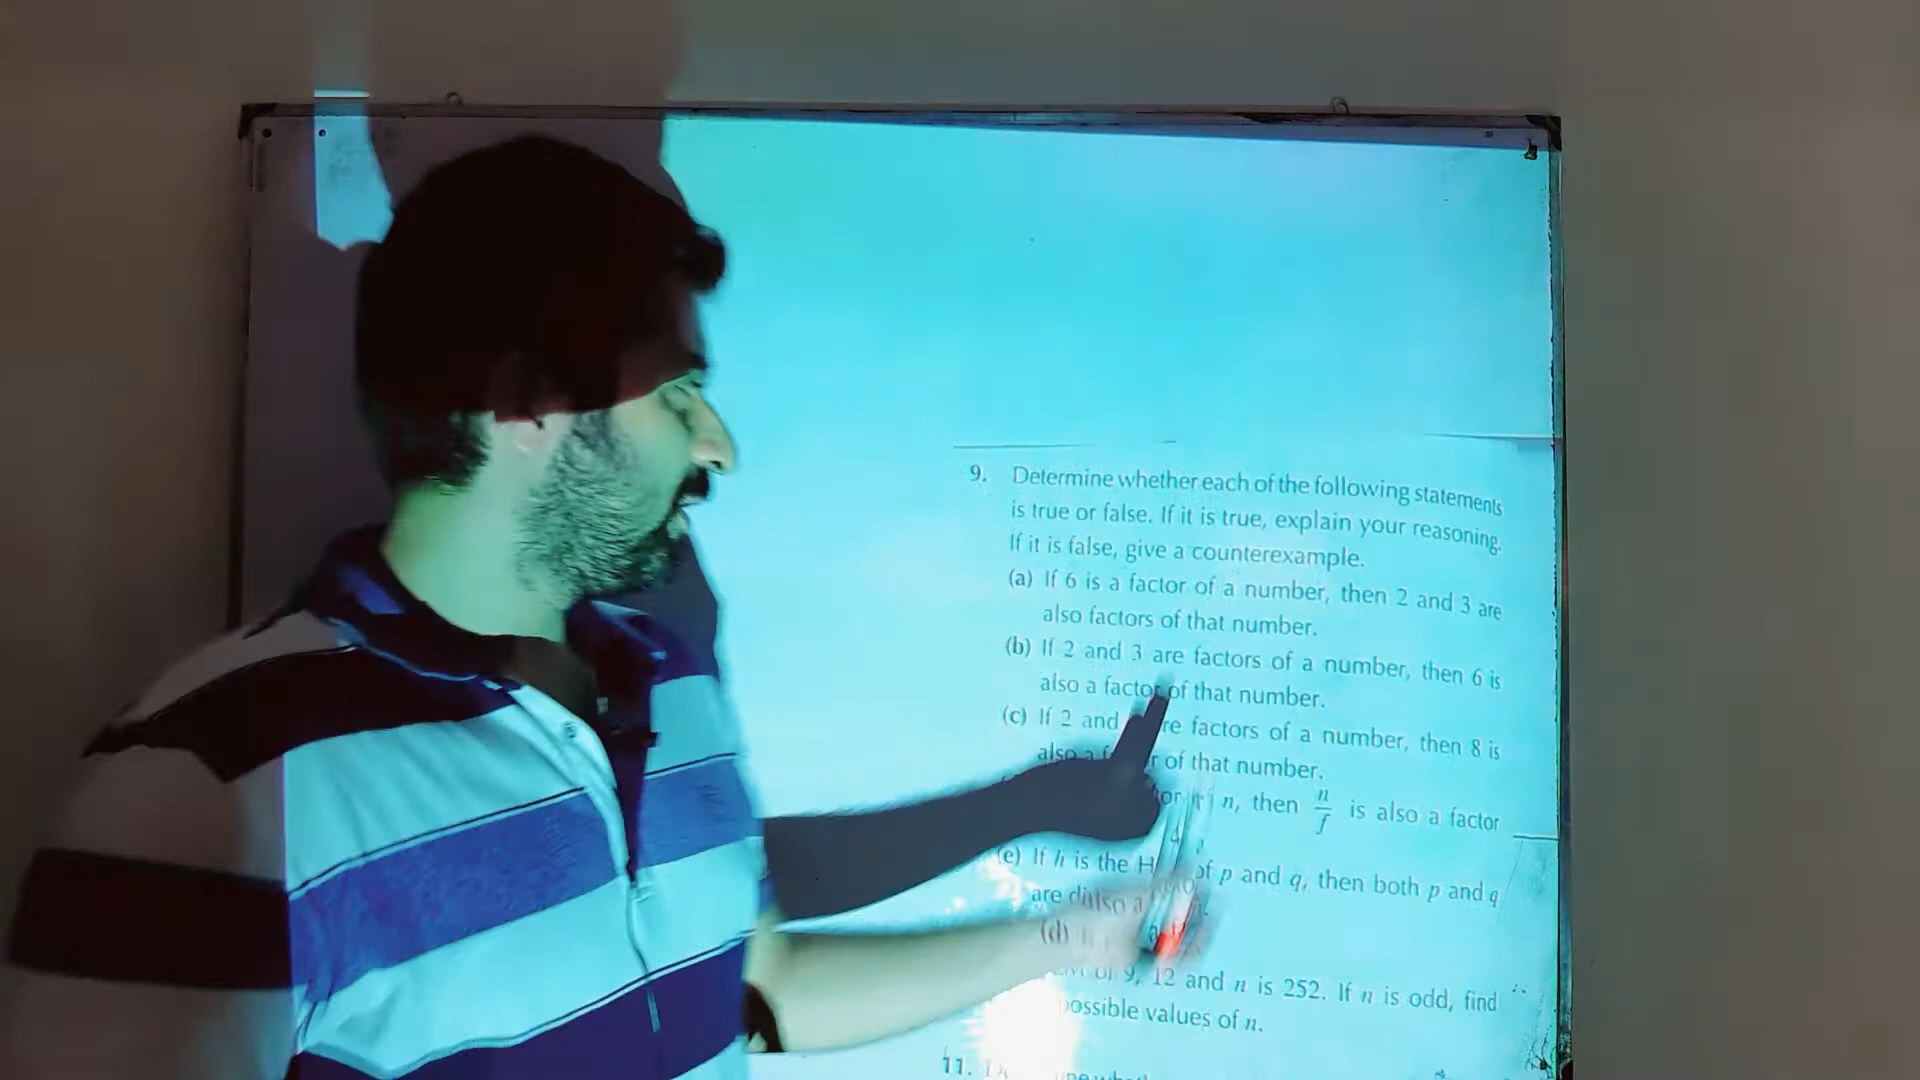 9. Determine whether each of the following statements
is true or false. If it is true, explain your reasoning.
If it is false, give a counterexample.
(a) If 6 is a factor of a number, then 2 and 3 are
also factors of that number.
(b) If 2 and 3 are factors of a number, then 6 is
also a factor of that number.
(c) If 2 and are factors of a number, then 8 is
also a of that number.
n, then n/f is also a factor
(e) If h is the of p and q, then both p and q
are
(d)
9, 12 and n is 252. If n is odd, find
possible values of n.
11.